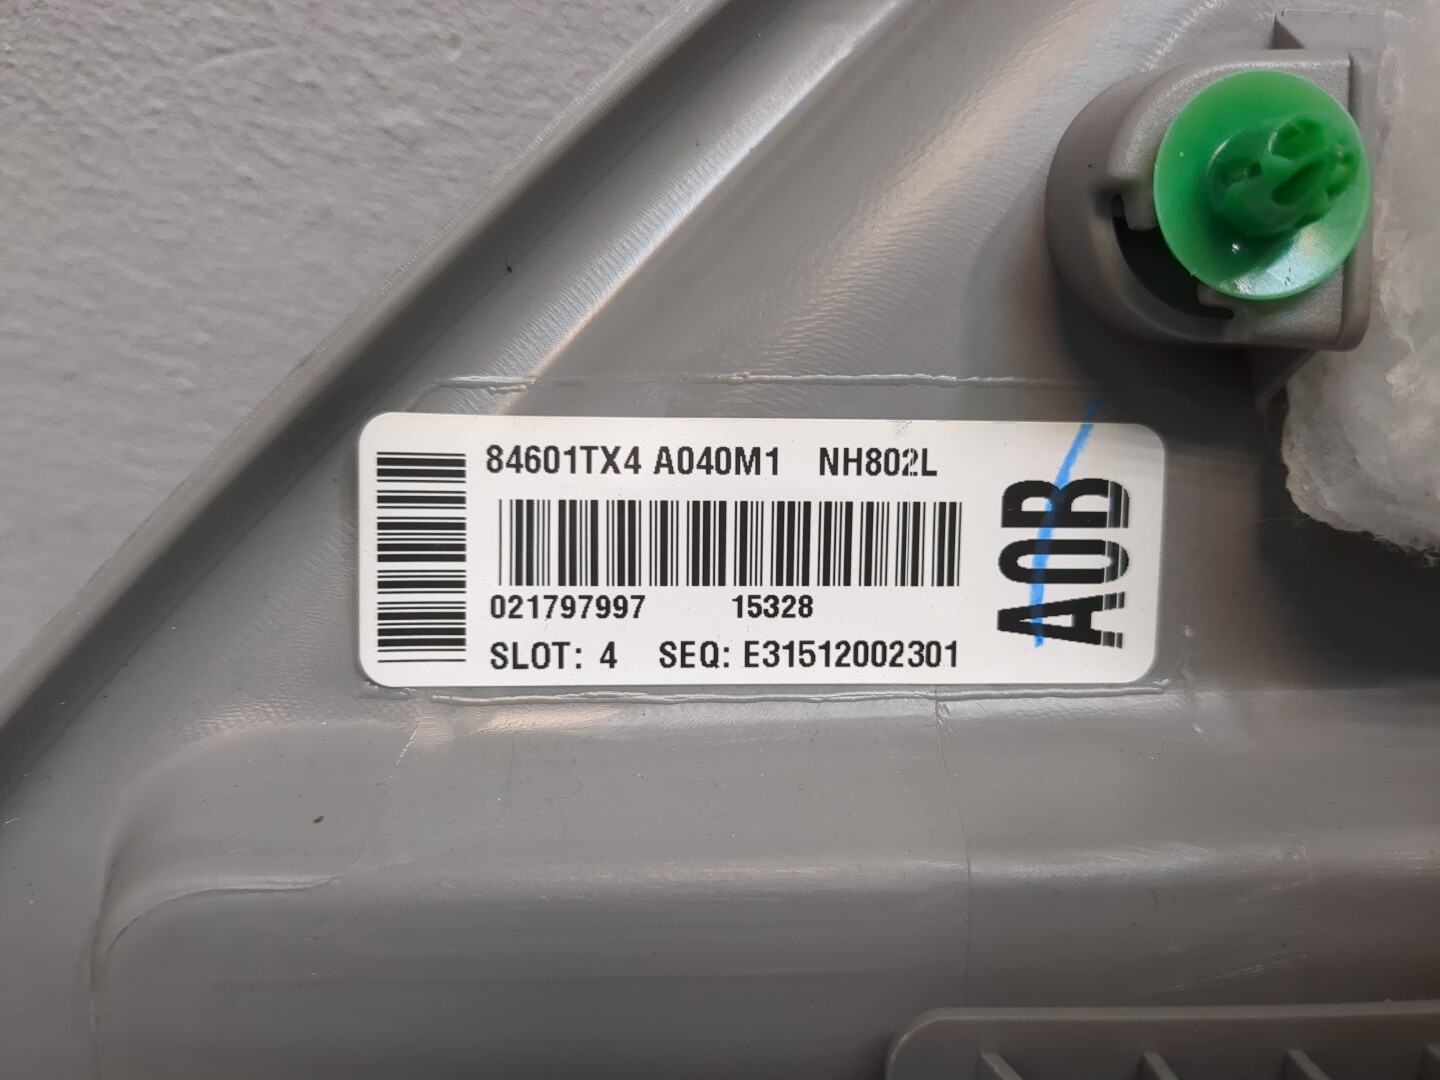 84601TX4 A040M1 NH802L
021797997 15328
SLOT: 4 SEQ: E31512002301
A0B